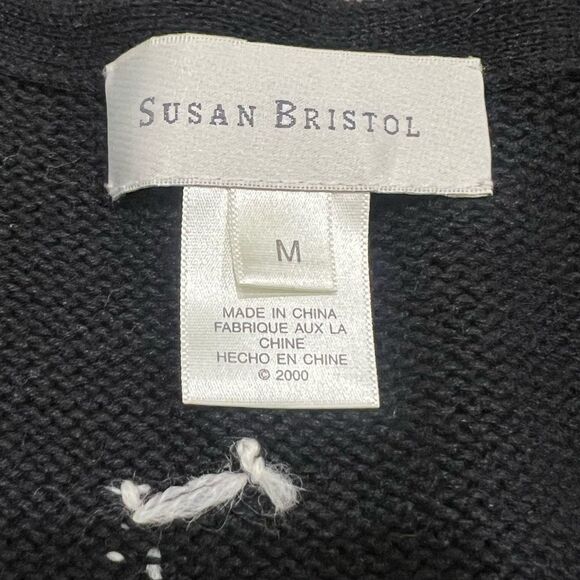 SUSAN BRISTOL
M
MADE IN CHINA
FABRIQUE AUX LA
CHINE
HECHO EN CHINE
© 2000